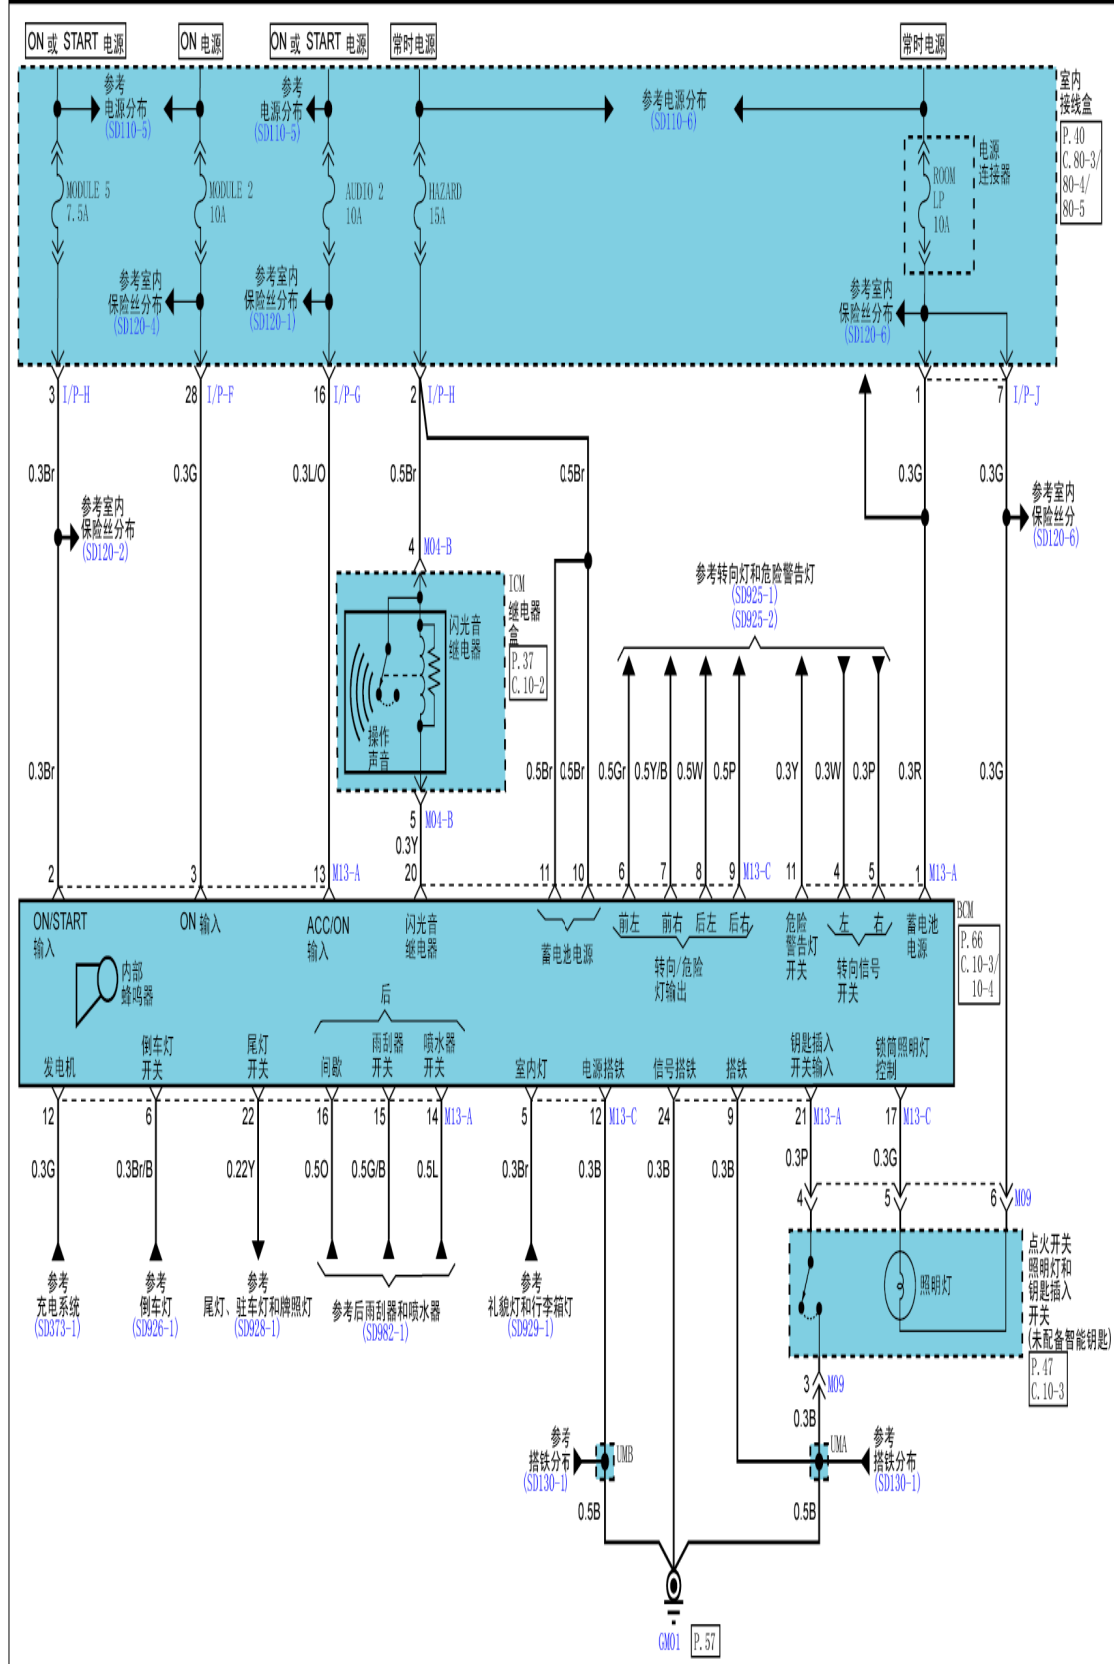 ON 或 START 电源
ON 电源
ON 或 START 电源
常时电源
常时电源
参考
电源分布
(SD110-5)
参考
电源分布
(SD110-5)
参考电源分布
(SD110-6)
室内
接线盒
P.40
C.80-3/
80-4/
80-5
MODULE 5
7.5A
MODULE 2
10A
AUDIO 2
10A
HAZARD
15A
ROOM
LP
10A
电源
连接器
参考室内
保险丝分布
(SD120-4)
参考室内
保险丝分布
(SD120-1)
参考室内
保险丝分布
(SD120-6)
3 I/P-H
28 I/P-F
16 I/P-G
2 I/P-H
1
7 I/P-J
0.3Br
0.3G
0.3L/O
0.5Br
0.5Br
0.3G
0.3G
参考室内
保险丝分布
(SD120-2)
参考室内
保险丝分
(SD120-6)
4 M04-B
ICM
继电器
盒
P.37
C.10-2
闪光音
继电器
操作
声音
参考转向灯和危险警告灯
(SD925-1)
(SD925-2)
0.3Br
0.5Br
0.5Br
0.5Gr
0.5Y/B
0.5W
0.5P
0.3Y
0.3W
0.3P
0.3R
0.3G
5 M04-B
0.3Y
2
3
13 M13-A
20
11
10
6
7
8
9 M13-C
11
4
5
1 M13-A
BCM
P.66
C.10-3/
10-4
ON/START
输入
ON 输入
ACC/ON
输入
闪光音
继电器
蓄电池电源
前左
前右
后左
后右
转向/危险
灯输出
危险
警告灯
开关
左
右
转向信号
开关
蓄电池
电源
内部
蜂鸣器
后
发电机
倒车灯
开关
尾灯
开关
间歇
雨刮器
开关
喷水器
开关
室内灯
电源搭铁
信号搭铁
搭铁
钥匙插入
开关输入
锁筒照明灯
控制
12
6
22
16
15
14 M13-A
5
12 M13-C
24
9
21 M13-A
17 M13-C
0.3G
0.3Br/B
0.22Y
0.5O
0.5G/B
0.5L
0.3Br
0.3B
0.3B
0.3B
0.3P
0.3G
4
5
6 M09
参考
充电系统
(SD373-1)
参考
倒车灯
(SD926-1)
参考
尾灯、驻车灯和牌照灯
(SD928-1)
参考后雨刮器和喷水器
(SD982-1)
参考
礼貌灯和行李箱灯
(SD929-1)
照明灯
点火开关
照明灯和
钥匙插入
开关
(未配备智能钥匙)
P.47
C.10-3
3 M09
0.3B
参考
搭铁分布
(SD130-1)
UMB
UMA
参考
搭铁分布
(SD130-1)
0.5B
0.5B
GM01
P.57